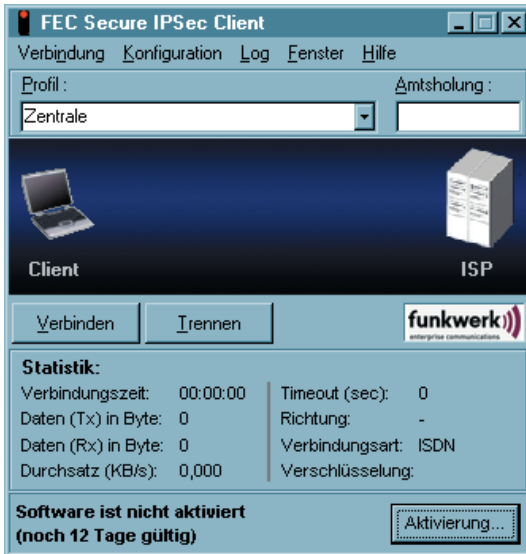 FEC Secure IPSec Client
Verbindung Konfiguration Log Fenster Hilfe
Profil : Amtsholung :
Zentrale
Client ISP
Verbinden Trennen
funkwerk
enterprise communications
Statistik:
Verbindungszeit: 00:00:00 Timeout (sec): 0
Daten (Tx) in Byte: 0 Richtung: -
Daten (Rx) in Byte: 0 Verbindungsart: ISDN
Durchsatz (KB/s): 0,000 Verschlüsselung:
Software ist nicht aktiviert
(noch 12 Tage gültig)
Aktivierung...